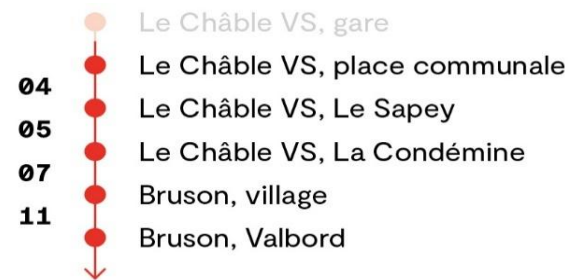 Le Châble VS, gare
Le Châble VS, place communale
04
Le Châble VS, Le Sapey
05
Le Châble VS, La Condémine
07
Bruson, village
11
Bruson, Valbord